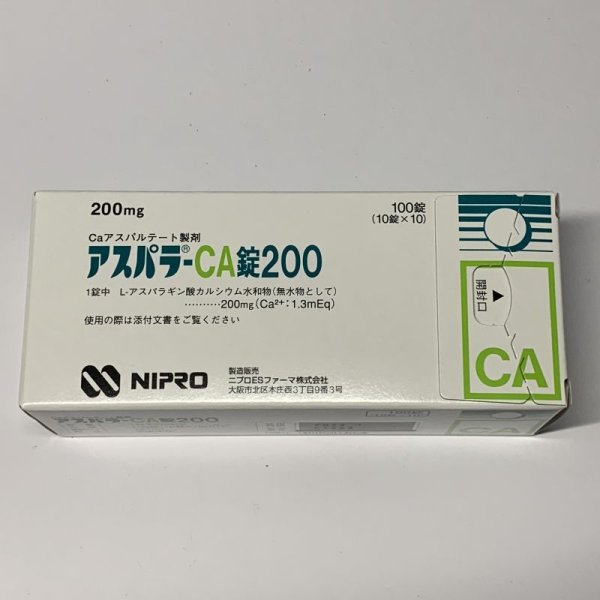 200mg
100錠
(10錠×10)
Caアスパルテート製剤
アスパラ®-CA錠200
1錠中 L-アスパラギン酸カルシウム水和物(無水物として)
………200mg(Ca²⁺:1.3mEq)
使用の際は添付文書をご覧ください
開封口
CA
NIPRO
製造販売
ニプロESファーマ株式会社
大阪市北区本庄西3丁目9番3号
アスパラ-CA錠200
100錠